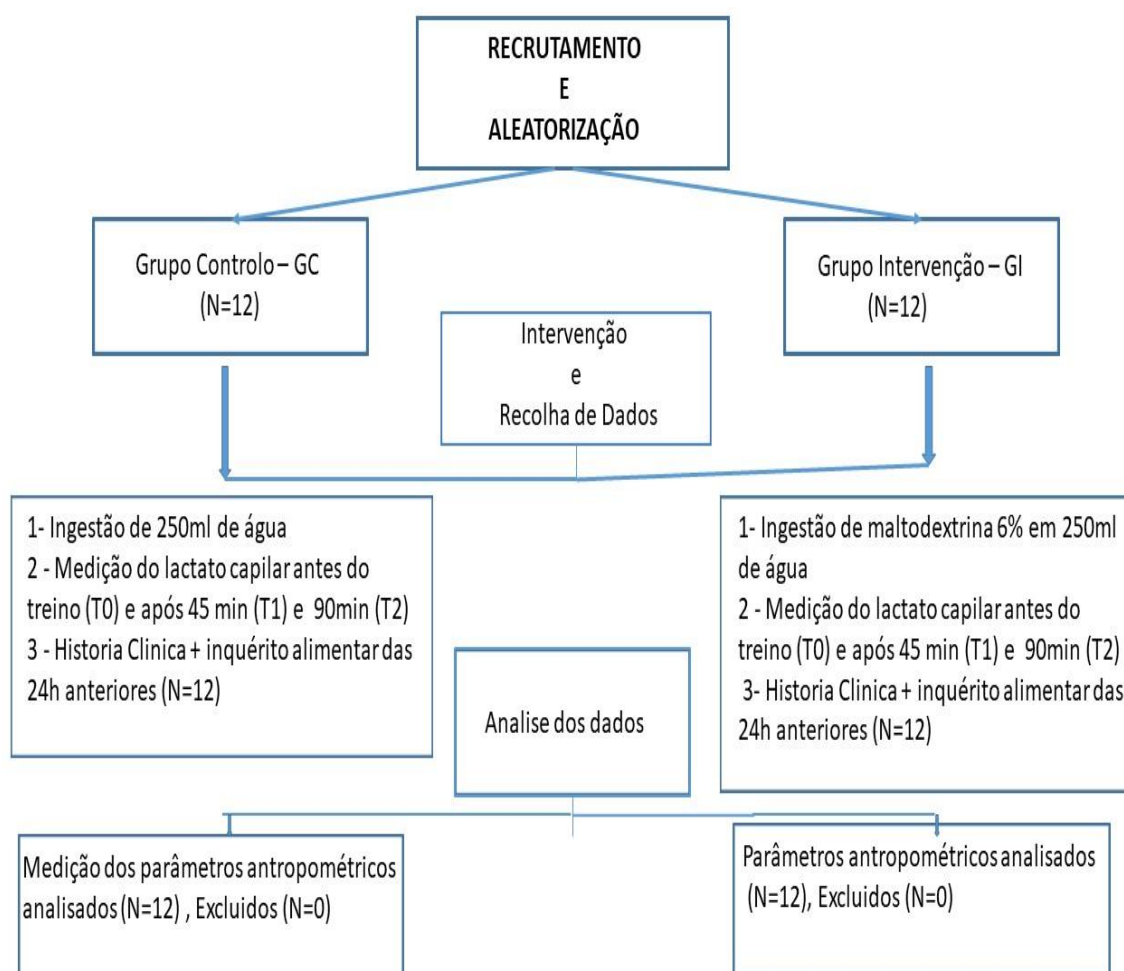 RECRUTAMENTO
E
ALEATORIZAÇÃO
Grupo Controlo – GC
(N=12)
Grupo Intervenção – GI
(N=12)
Intervenção
e
Recolha de Dados
1- Ingestão de 250ml de água
2 - Medição do lactato capilar antes do
treino (T0) e após 45 min (T1) e 90min (T2)
3 - Historia Clinica + inquérito alimentar das
24h anteriores (N=12)
1- Ingestão de maltodextrina 6% em 250ml
de água
2 - Medição do lactato capilar antes do
treino (T0) e após 45 min (T1) e 90min (T2)
3- Historia Clinica + inquérito alimentar das
24h anteriores (N=12)
Analise dos dados
Medição dos parâmetros antropométricos
analisados (N=12) , Excluidos (N=0)
Parâmetros antropométricos analisados
(N=12), Excluidos (N=0)